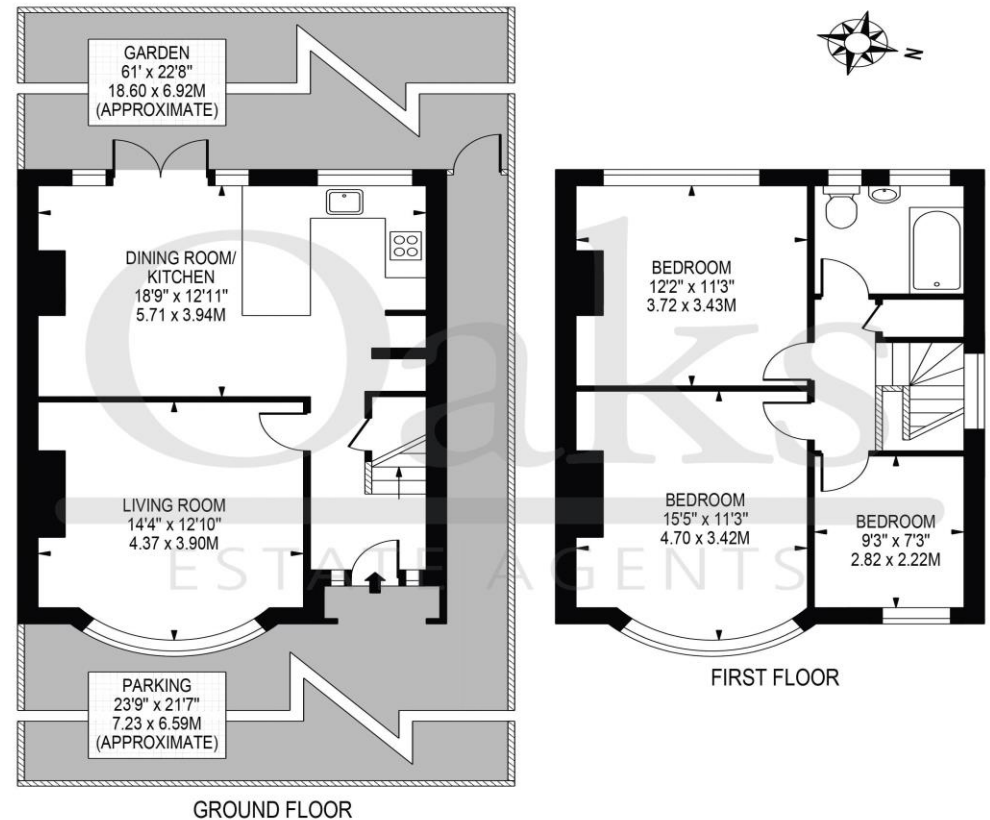 GARDEN
61' x 22'8"
18.60 x 6.92M
(APPROXIMATE)
N
DINING ROOM/
KITCHEN
18'9" x 12'11"
5.71 x 3.94M
BEDROOM
12'2" x 11'3"
3.72 x 3.43M
Oaks
LIVING ROOM
14'4" x 12'10"
4.37 x 3.90M
BEDROOM
15'5" x 11'3"
4.70 x 3.42M
BEDROOM
9'3" x 7'3"
2.82 x 2.22M
ESTATE AGENTS
PARKING
23'9" x 21'7"
7.23 x 6.59M
(APPROXIMATE)
FIRST FLOOR
GROUND FLOOR